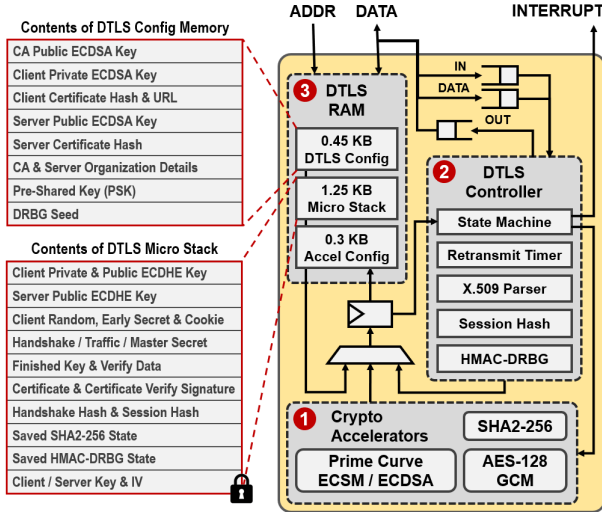 Contents of DTLS Config Memory
CA Public ECDSA Key
Client Private ECDSA Key
Client Certificate Hash & URL
Server Public ECDSA Key
Server Certificate Hash
CA & Server Organization Details
Pre-Shared Key (PSK)
DRBG Seed
Contents of DTLS Micro Stack
Client Private & Public ECDHE Key
Server Public ECDHE Key
Client Random, Early Secret & Cookie
Handshake / Traffic / Master Secret
Finished Key & Verify Data
Certificate & Certificate Verify Signature
Handshake Hash & Session Hash
Saved SHA2-256 State
Saved HMAC-DRBG State
Client / Server Key & IV
ADDR
DATA
INTERRUPT
3
DTLS
RAM
0.45 KB
DTLS Config
1.25 KB
Micro Stack
0.3 KB
Accel Config
IN
DATA
OUT
2
DTLS
Controller
State Machine
Retransmit Timer
X.509 Parser
Session Hash
HMAC-DRBG
1
Crypto
Accelerators
SHA2-256
Prime Curve
ECSM / ECDSA
AES-128
GCM